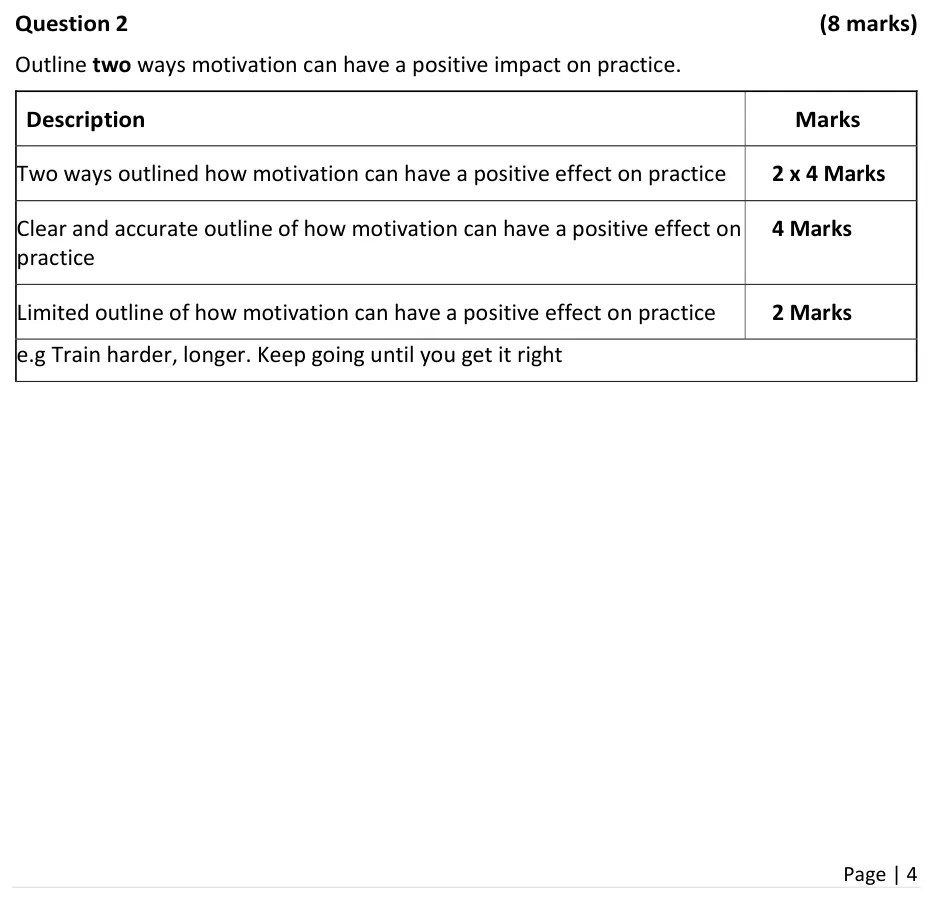 Question 2 (8 marks)
Outline two ways motivation can have a positive impact on practice.
Description Marks
Two ways outlined how motivation can have a positive effect on practice 2 x 4 Marks
Clear and accurate outline of how motivation can have a positive effect on 4 Marks
practice
Limited outline of how motivation can have a positive effect on practice 2 Marks
e.g Train harder, longer. Keep going until you get it right
Page | 4